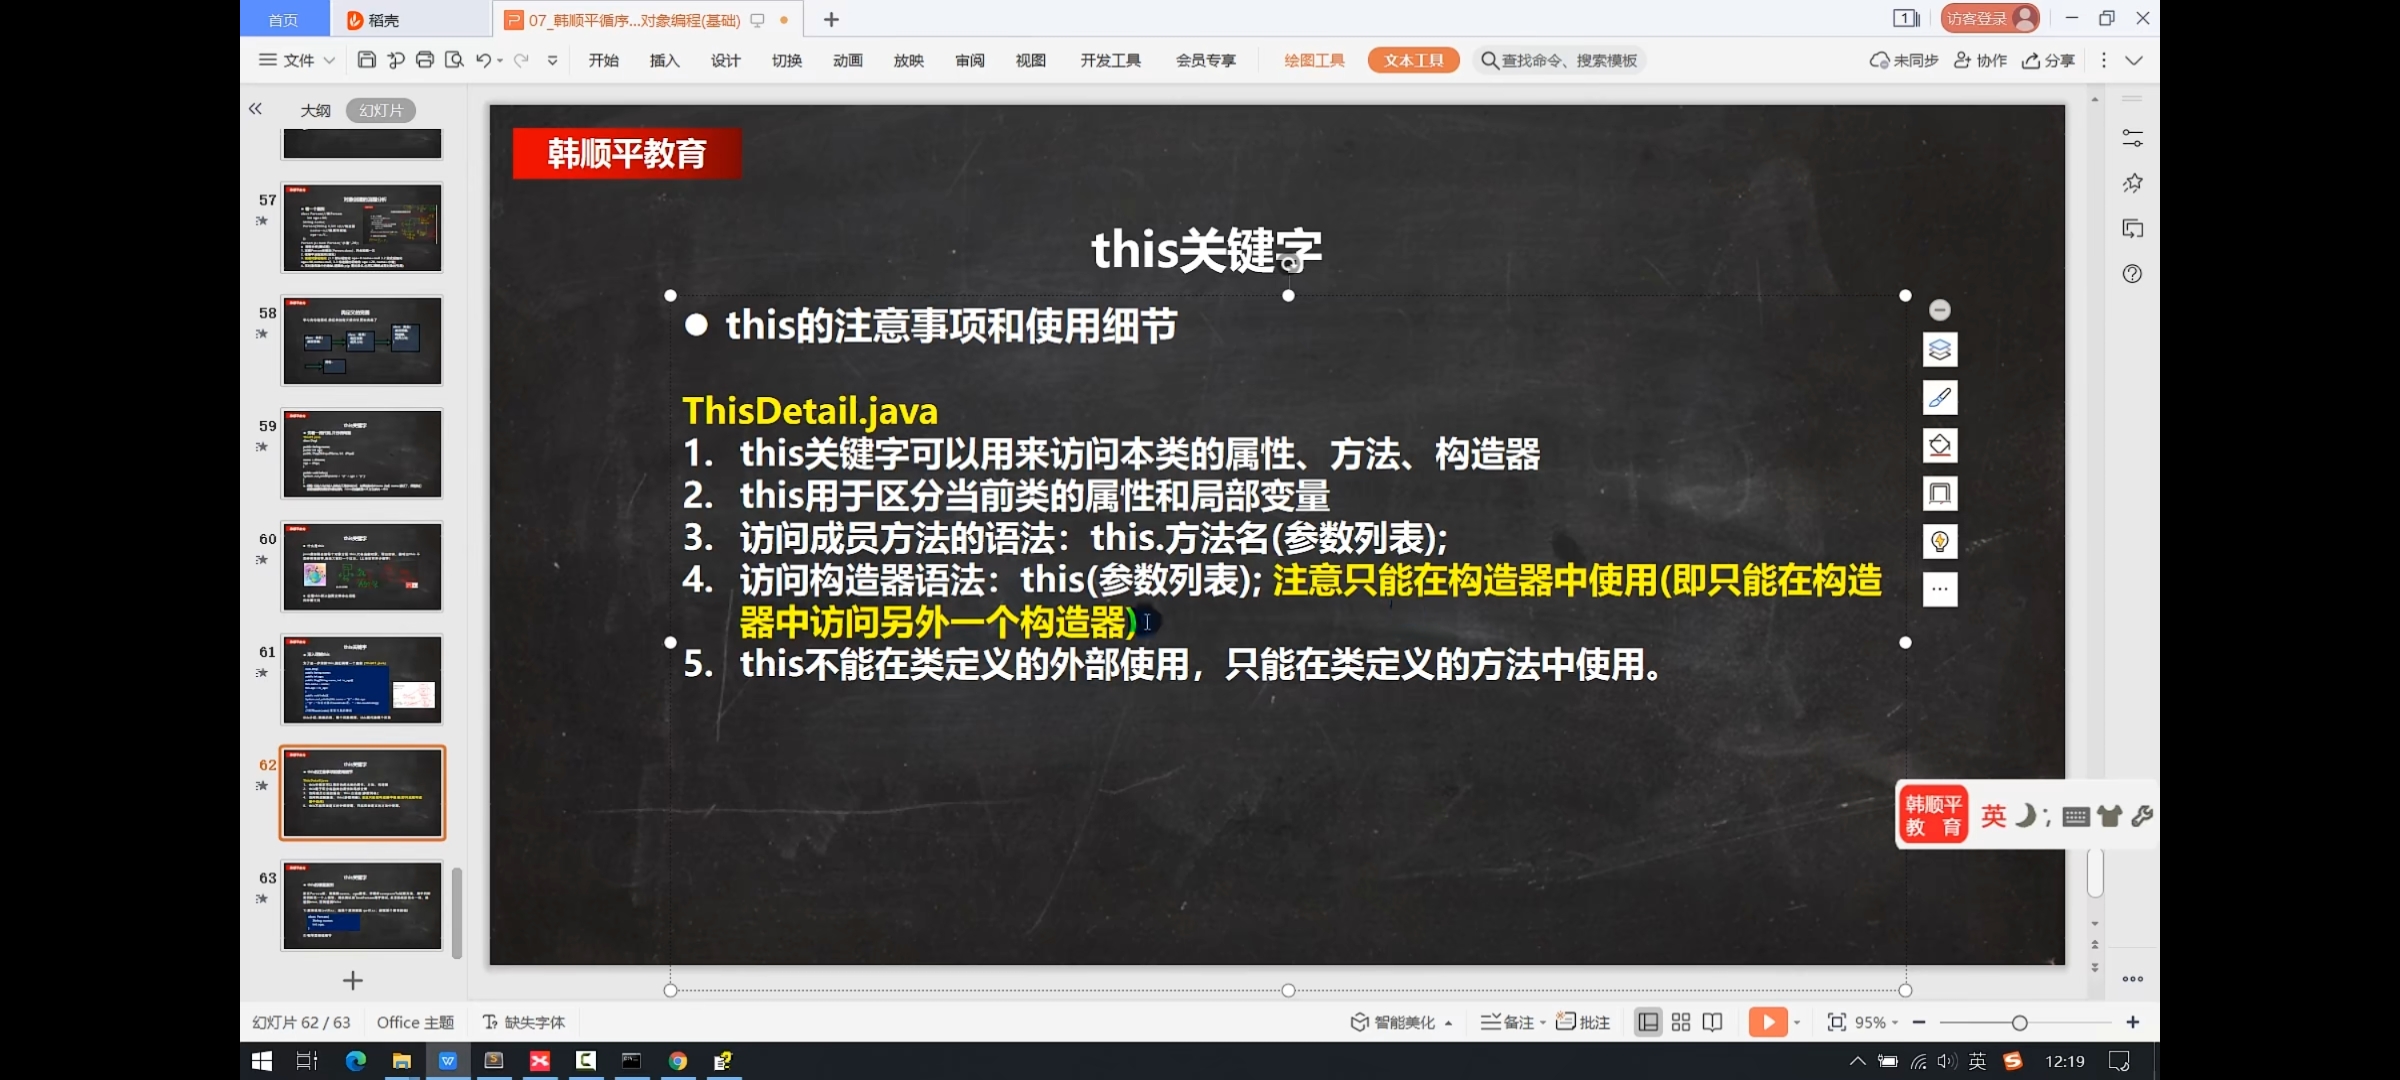 首页
稻壳
07_韩顺平循序...对象编程(基础)
访客登录
文件
开始 插入 设计 切换 动画 放映 审阅 视图 开发工具 会员专享 绘图工具 文本工具 查找命令、搜索模板
未同步 协作 分享
大纲 幻灯片
57
58
59
60
61
62
63
韩顺平教育
this关键字
this的注意事项和使用细节
ThisDetail.java
1. this关键字可以用来访问本类的属性、方法、构造器
2. this用于区分当前类的属性和局部变量
3. 访问成员方法的语法：this.方法名(参数列表);
4. 访问构造器语法：this(参数列表); 注意只能在构造器中使用(即只能在构造
器中访问另外一个构造器)
5. this不能在类定义的外部使用，只能在类定义的方法中使用。
韩顺平
教 育
英
幻灯片 62 / 63 Office 主题 缺失字体
智能美化 备注 批注 95%
英 12:19